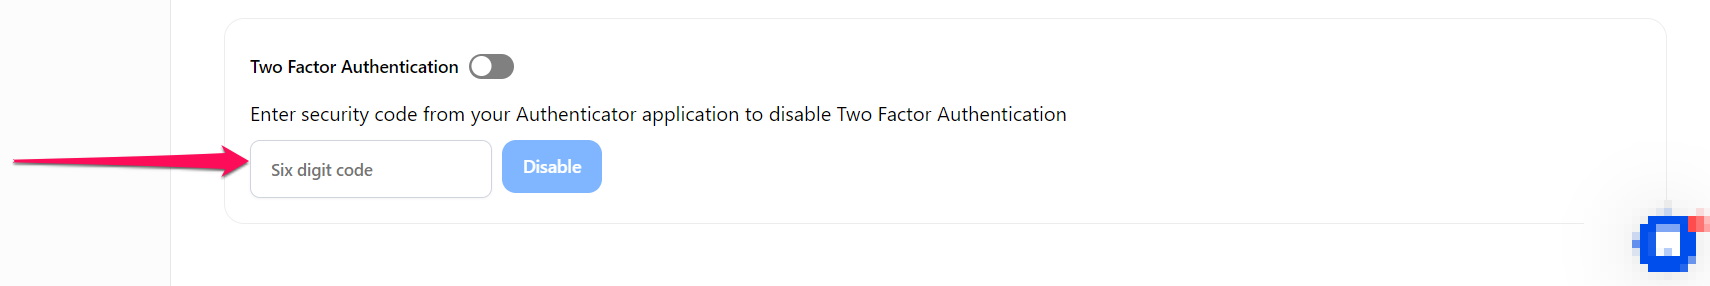 Two Factor Authentication
Enter security code from your Authenticator application to disable Two Factor Authentication
Six digit code
Disable